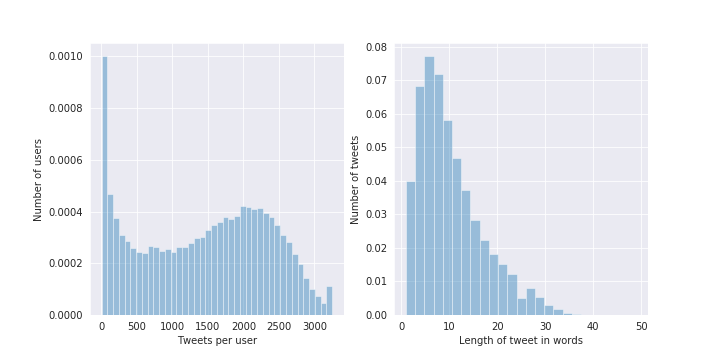 0.0010
0.0008
0.0006
0.0004
0.0002
0.0000
Number of users
0 500 1000 1500 2000 2500 3000
Tweets per user
0.08
0.07
0.06
0.05
0.04
0.03
0.02
0.01
0.00
Number of tweets
0 10 20 30 40 50
Length of tweet in words